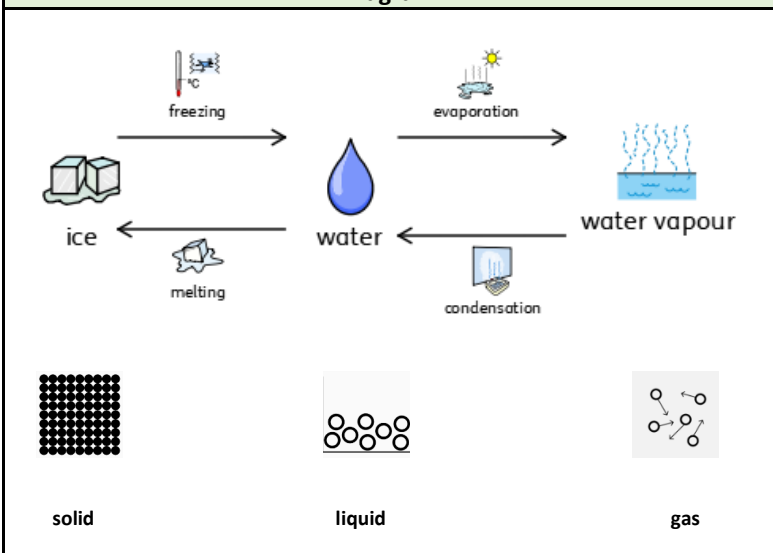 °C
freezing
evaporation
ice
water
water vapour
melting
condensation
solid
liquid
gas